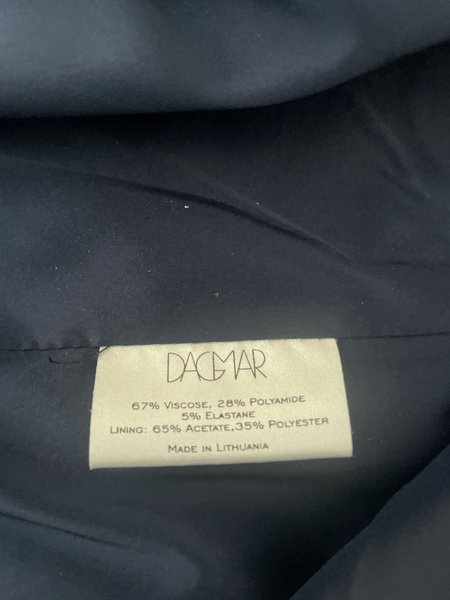 DAGMAR
67% VISCOSE, 28% POLYAMIDE
5% ELASTANE
LINING: 65% ACETATE,35% POLYESTER
MADE IN LITHUANIA